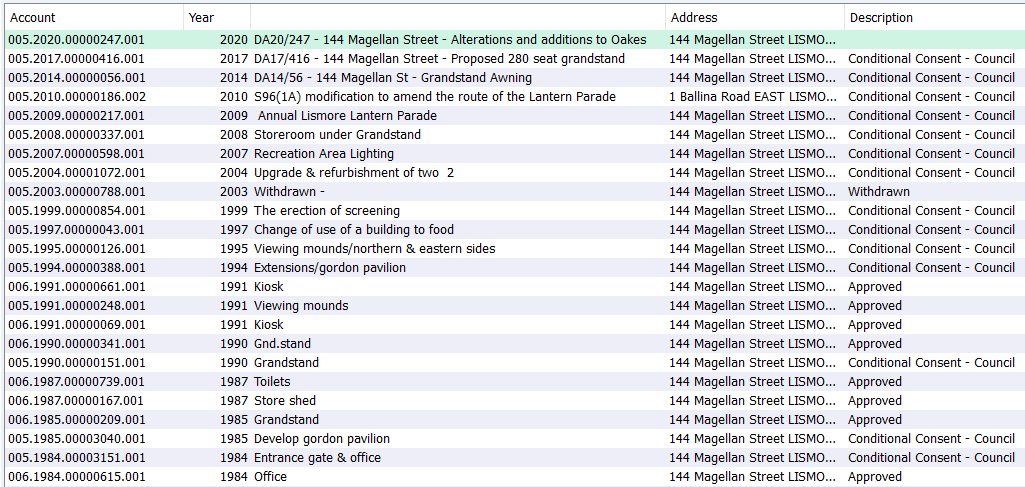 Account Year Address Description
005.2020.00000247.001 2020 DA20/247 - 144 Magellan Street - Alterations and additions to Oakes 144 Magellan Street LISMO...
005.2017.00000416.001 2017 DA17/416 - 144 Magellan Street - Proposed 280 seat grandstand 144 Magellan Street LISMO... Conditional Consent - Council
005.2014.00000056.001 2014 DA14/56 - 144 Magellan St - Grandstand Awning 144 Magellan Street LISMO... Conditional Consent - Council
005.2010.00000186.002 2010 S96(1A) modification to amend the route of the Lantern Parade 1 Ballina Road EAST LISMO... Conditional Consent - Council
005.2009.00000217.001 2009 Annual Lismore Lantern Parade 144 Magellan Street LISMO... Conditional Consent - Council
005.2008.00000337.001 2008 Storeroom under Grandstand 144 Magellan Street LISMO... Conditional Consent - Council
005.2007.00000598.001 2007 Recreation Area Lighting 144 Magellan Street LISMO... Conditional Consent - Council
005.2004.00001072.001 2004 Upgrade & refurbishment of two 2 144 Magellan Street LISMO... Conditional Consent - Council
005.2003.00000788.001 2003 Withdrawn - 144 Magellan Street LISMO... Withdrawn
005.1999.00000854.001 1999 The erection of screening 144 Magellan Street LISMO... Conditional Consent - Council
005.1997.00000043.001 1997 Change of use of a building to food 144 Magellan Street LISMO... Conditional Consent - Council
005.1995.00000126.001 1995 Viewing mounds/northern & eastern sides 144 Magellan Street LISMO... Conditional Consent - Council
005.1994.00000388.001 1994 Extensions/gordon pavilion 144 Magellan Street LISMO... Conditional Consent - Council
006.1991.00000661.001 1991 Kiosk 144 Magellan Street LISMO... Approved
005.1991.00000248.001 1991 Viewing mounds 144 Magellan Street LISMO... Approved
006.1991.00000069.001 1991 Kiosk 144 Magellan Street LISMO... Approved
006.1990.00000341.001 1990 Gnd.stand 144 Magellan Street LISMO... Approved
005.1990.00000151.001 1990 Grandstand 144 Magellan Street LISMO... Conditional Consent - Council
006.1987.00000739.001 1987 Toilets 144 Magellan Street LISMO... Approved
006.1987.00000167.001 1987 Store shed 144 Magellan Street LISMO... Approved
006.1985.00000209.001 1985 Grandstand 144 Magellan Street LISMO... Approved
005.1985.00003040.001 1985 Develop gordon pavilion 144 Magellan Street LISMO... Conditional Consent - Council
005.1984.00003151.001 1984 Entrance gate & office 144 Magellan Street LISMO... Conditional Consent - Council
006.1984.00000615.001 1984 Office 144 Magellan Street LISMO... Approved